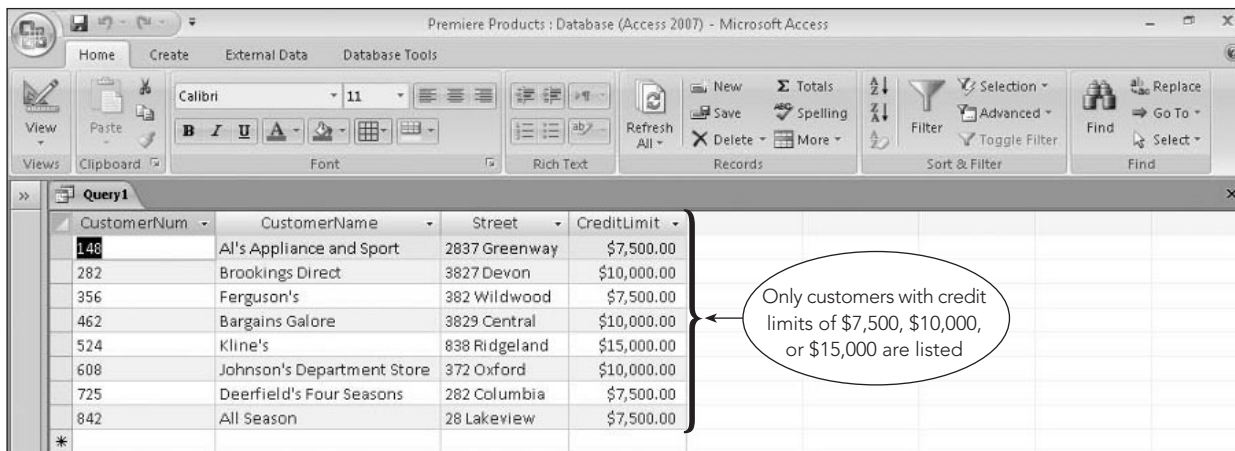 Premiere Products : Database (Access 2007) - Microsoft Access
Home Create External Data Database Tools
View
Paste
Calibri 11
B I U A
ab
Refresh All
New
Save
Delete
Σ Totals
Spelling
More
A Z
Z A
A Z
Filter
Selection
Advanced
Toggle Filter
Find
Replace
Go To
Select
Views Clipboard Font Rich Text Records Sort & Filter Find
Query1
CustomerNum CustomerName Street CreditLimit
148 Al's Appliance and Sport 2837 Greenway $7,500.00
282 Brookings Direct 3827 Devon $10,000.00
356 Ferguson's 382 Wildwood $7,500.00
462 Bargains Galore 3829 Central $10,000.00
524 Kline's 838 Ridgeland $15,000.00
608 Johnson's Department Store 372 Oxford $10,000.00
725 Deerfield's Four Seasons 282 Columbia $7,500.00
842 All Season 28 Lakeview $7,500.00
Only customers with credit
limits of $7,500, $10,000,
or $15,000 are listed